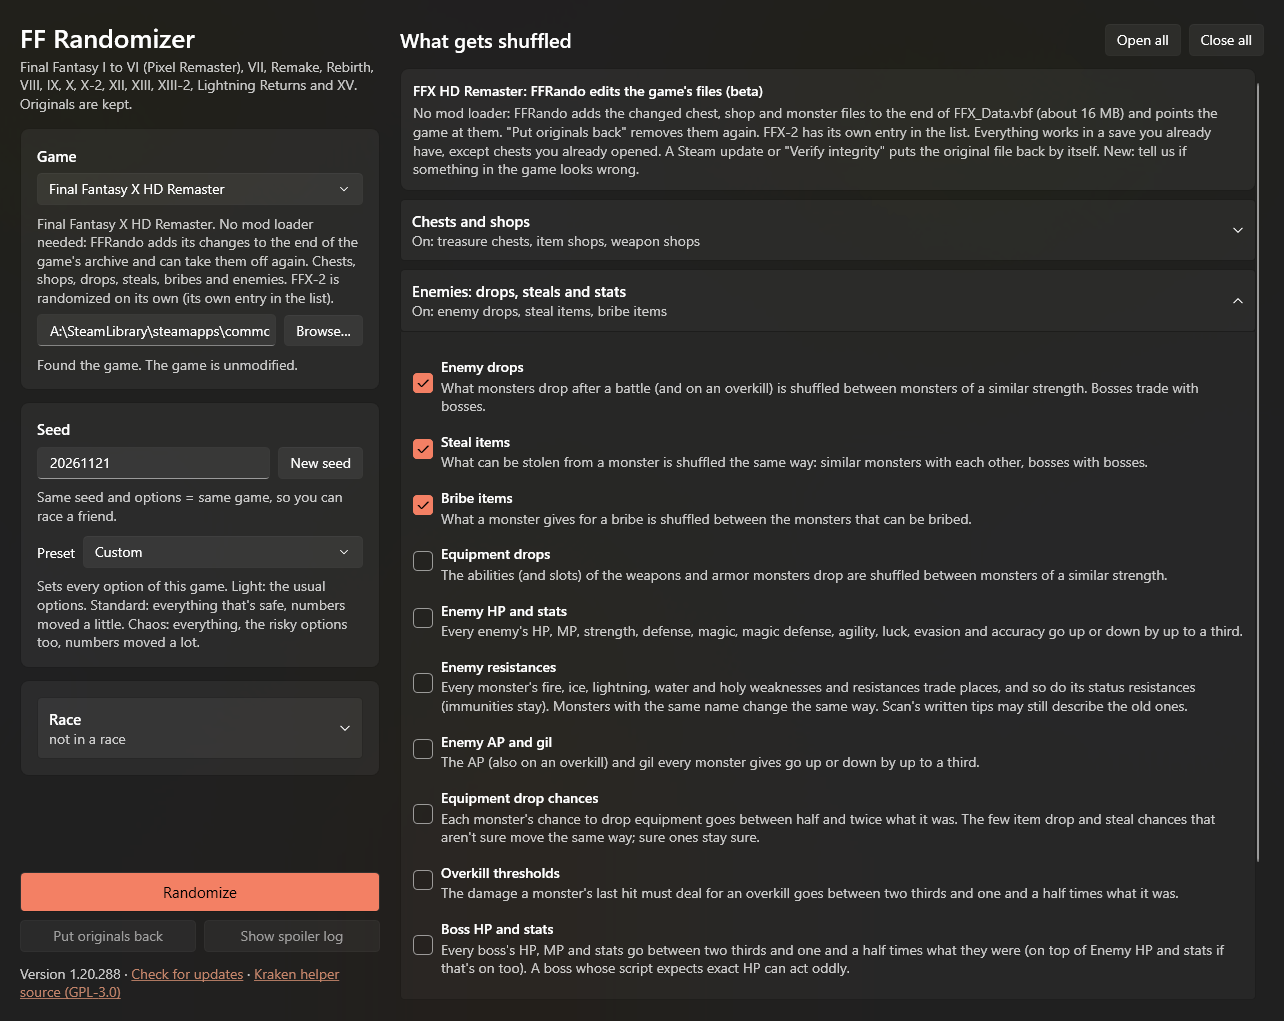 FF Randomizer
Final Fantasy I to VI (Pixel Remaster), VII, Remake, Rebirth,
VIII, IX, X, X-2, XII, XIII, XIII-2, Lightning Returns and XV.
Originals are kept.
Game
Final Fantasy X HD Remaster
Final Fantasy X HD Remaster. No mod loader
needed: FFRando adds its changes to the end of the
game's archive and can take them off again. Chests,
shops, drops, steals, bribes and enemies. FFX-2 is
randomized on its own (its own entry in the list).
A:\SteamLibrary\steamapps\commc
Browse...
Found the game. The game is unmodified.
Seed
20261121
New seed
Same seed and options = same game, so you can
race a friend.
Preset
Custom
Sets every option of this game. Light: the usual
options. Standard: everything that's safe, numbers
moved a little. Chaos: everything, the risky options
too, numbers moved a lot.
Race
not in a race
Randomize
Put originals back
Show spoiler log
Version 1.20.288 · Check for updates · Kraken helper
source (GPL-3.0)
What gets shuffled
Open all
Close all
FFX HD Remaster: FFRando edits the game's files (beta)
No mod loader: FFRando adds the changed chest, shop and monster files to the end of FFX_Data.vbf (about 16 MB) and points the
game at them. "Put originals back" removes them again. FFX-2 has its own entry in the list. Everything works in a save you already
have, except chests you already opened. A Steam update or "Verify integrity" puts the original file back by itself. New: tell us if
something in the game looks wrong.
Chests and shops
On: treasure chests, item shops, weapon shops
Enemies: drops, steals and stats
On: enemy drops, steal items, bribe items
Enemy drops
What monsters drop after a battle (and on an overkill) is shuffled between monsters of a similar strength. Bosses trade with
bosses.
Steal items
What can be stolen from a monster is shuffled the same way: similar monsters with each other, bosses with bosses.
Bribe items
What a monster gives for a bribe is shuffled between the monsters that can be bribed.
Equipment drops
The abilities (and slots) of the weapons and armor monsters drop are shuffled between monsters of a similar strength.
Enemy HP and stats
Every enemy's HP, MP, strength, defense, magic, magic defense, agility, luck, evasion and accuracy go up or down by up to a third.
Enemy resistances
Every monster's fire, ice, lightning, water and holy weaknesses and resistances trade places, and so do its status resistances
(immunities stay). Monsters with the same name change the same way. Scan's written tips may still describe the old ones.
Enemy AP and gil
The AP (also on an overkill) and gil every monster gives go up or down by up to a third.
Equipment drop chances
Each monster's chance to drop equipment goes between half and twice what it was. The few item drop and steal chances that
aren't sure move the same way; sure ones stay sure.
Overkill thresholds
The damage a monster's last hit must deal for an overkill goes between two thirds and one and a half times what it was.
Boss HP and stats
Every boss's HP, MP and stats go between two thirds and one and a half times what they were (on top of Enemy HP and stats if
that's on too). A boss whose script expects exact HP can act oddly.